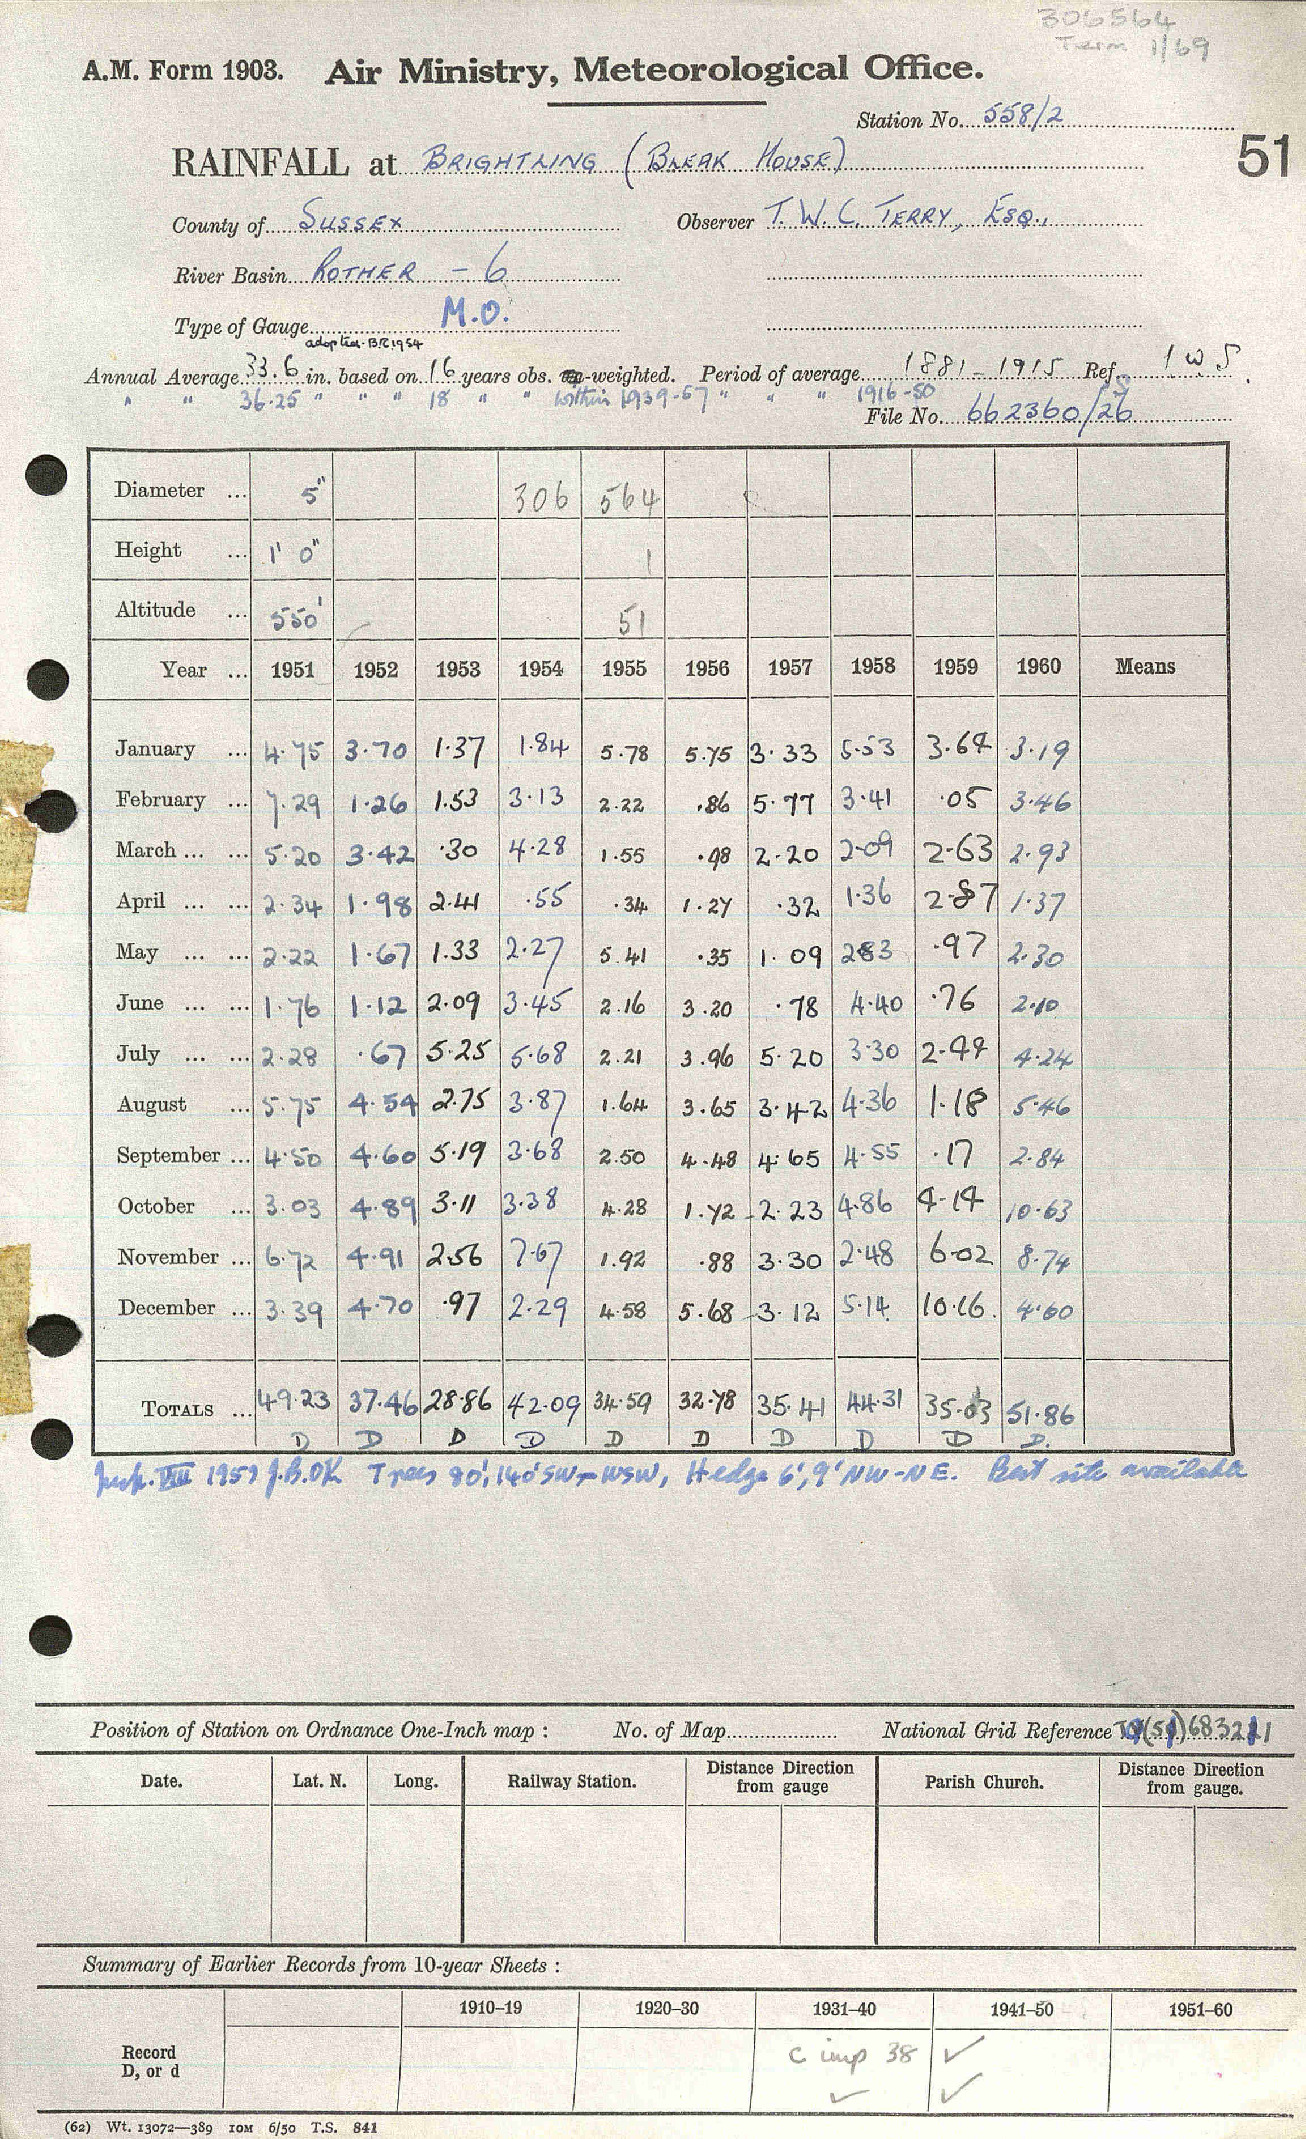 306564
Term 1/69
A.M. Form 1903. Air Ministry, Meteorological Office.
Station No. 558/2
51
RAINFALL at BRIGHTLING (BLEAK HOUSE)
County of SUSSEX Observer T. W. C. TERRY, ESQ.,
River Basin ROTHER - 6
Type of Gauge M.O.
adopted BR 1954
Annual Average 33.6 in. based on 16 years obs. -weighted. Period of average 1881-1915 Ref. 1 W S.
" " 36.25 " " " 18 " " within 1939-57 " " " 1916-50
File No. 662360/26
Diameter ... 5" 306 564
Height ... 1' 0" 1
Altitude ... 550' 51
Year ... 1951 1952 1953 1954 1955 1956 1957 1958 1959 1960 Means
January ... 4.75 3.70 1.37 1.84 5.78 5.75 3.33 5.53 3.64 3.19
February ... 7.29 1.26 1.53 3.13 2.22 .86 5.77 3.41 .05 3.46
March ... ... 5.20 3.42 .30 4.28 1.55 .98 2.20 2.09 2.63 2.93
April ... ... 2.34 1.98 2.41 .55 .34 1.27 .32 1.36 2.87 1.37
May ... ... 2.22 1.67 1.33 2.27 5.41 .35 1.09 2.83 .97 2.30
June ... ... 1.76 1.12 2.09 3.45 2.16 3.20 .78 4.40 .76 2.10
July ... ... 2.28 .67 5.25 5.68 2.21 3.96 5.20 3.30 2.44 4.24
August ... 5.75 4.54 2.75 3.87 1.64 3.65 3.42 4.36 1.18 5.46
September ... 4.50 4.60 5.19 3.68 2.50 4.48 4.65 4.55 .17 2.84
October ... 3.03 4.89 3.11 3.38 4.28 1.72 2.23 4.86 4.14 10.63
November ... 6.72 4.91 2.56 7.67 1.92 .88 3.30 2.48 6.02 8.74
December ... 3.39 4.70 .97 2.29 4.58 5.68 3.12 5.14 10.16 4.60
TOTALS ... 49.23 37.46 28.86 42.09 34.59 32.78 35.41 44.31 35.03 51.86
D D D D D D D D D D.
Insp. VIII 1959 J.B. OK Trees 80', 140' SW-WSW, Hedge 6', 9' NW-NE. Best site available
Position of Station on Ordnance One-Inch map : No. of Map National Grid Reference (51)683211
Date. Lat. N. Long. Railway Station. Distance Direction from gauge Parish Church. Distance Direction from gauge.
Summary of Earlier Records from 10-year Sheets :
1910–19 1920–30 1931–40 1941–50 1951–60
Record D, or d c inp 38 ✓
✓ ✓
(62) Wt. 13072—389 10M 6/50 T.S. 841